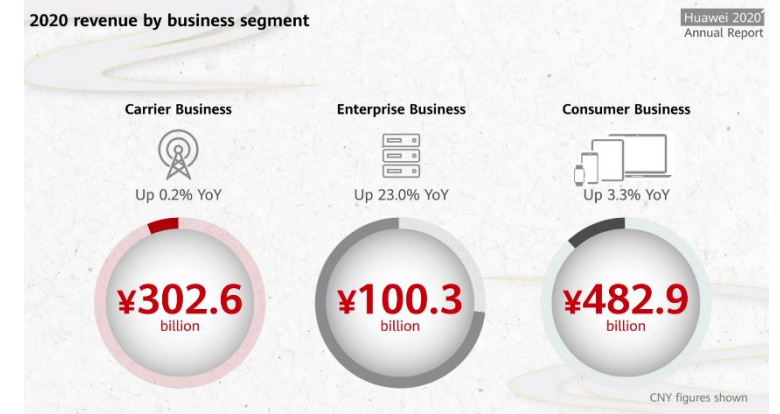 2020 revenue by business segment
Huawei 2020
Annual Report
Carrier Business
Up 0.2% YoY
¥302.6
billion
Enterprise Business
Up 23.0% YoY
¥100.3
billion
Consumer Business
Up 3.3% YoY
¥482.9
billion
CNY figures shown